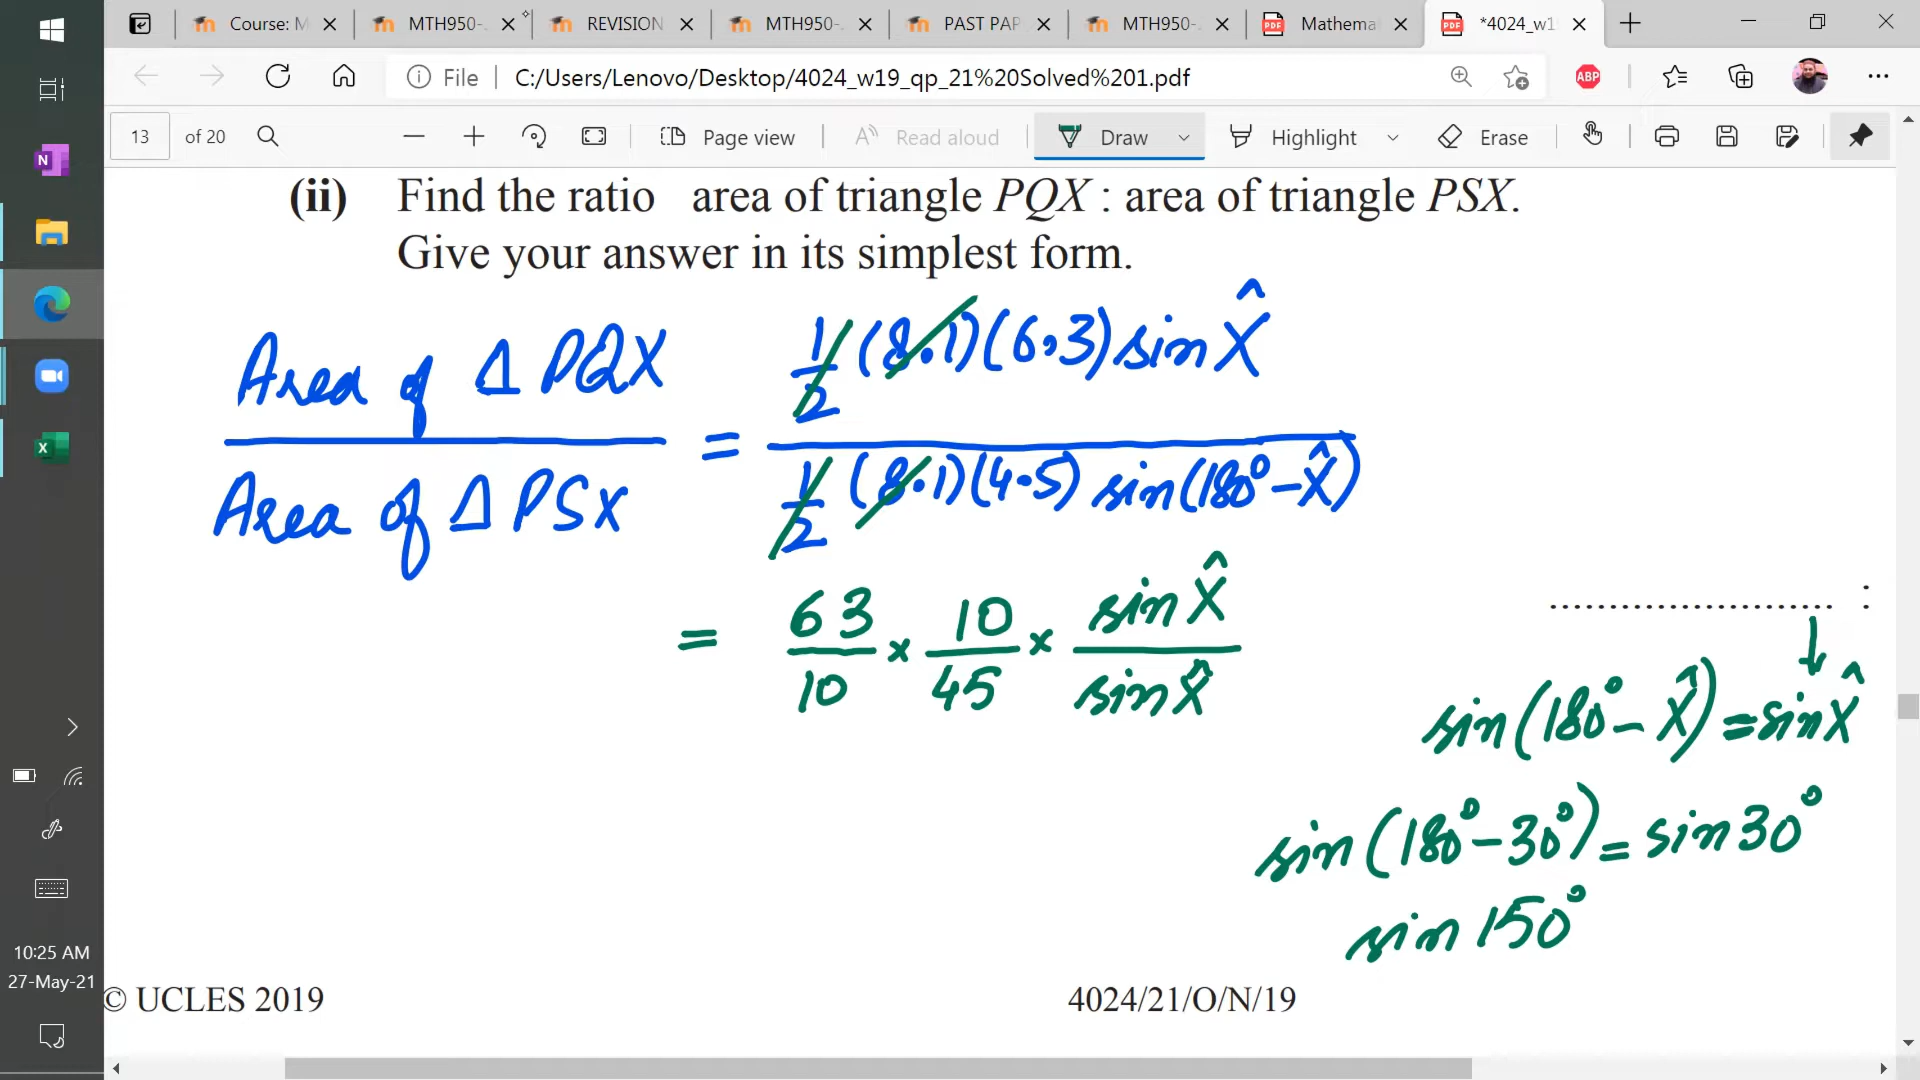 Course: M MTH950-. REVISION MTH950-. PAST PAP MTH950-. Mathema *4024_w1
File C:/Users/Lenovo/Desktop/4024_w19_qp_21%20Solved%201.pdf ABP
13 of 20 Page view Read aloud Draw Highlight Erase
(ii) Find the ratio area of triangle PQX : area of triangle PSX.
Give your answer in its simplest form.
Area of Δ PQX / Area of Δ PSX = 1/2 (8.1)(6.3) sin X̂ / 1/2 (8.1)(4.5) sin(180° – X̂)
= 63/10 × 10/45 × sin X̂ / sin X̂
........................ :
sin(180° – X̂) = sin X̂
sin(180° – 30°) = sin 30°
sin 150°
10:25 AM
27-May-21
© UCLES 2019 4024/21/O/N/19